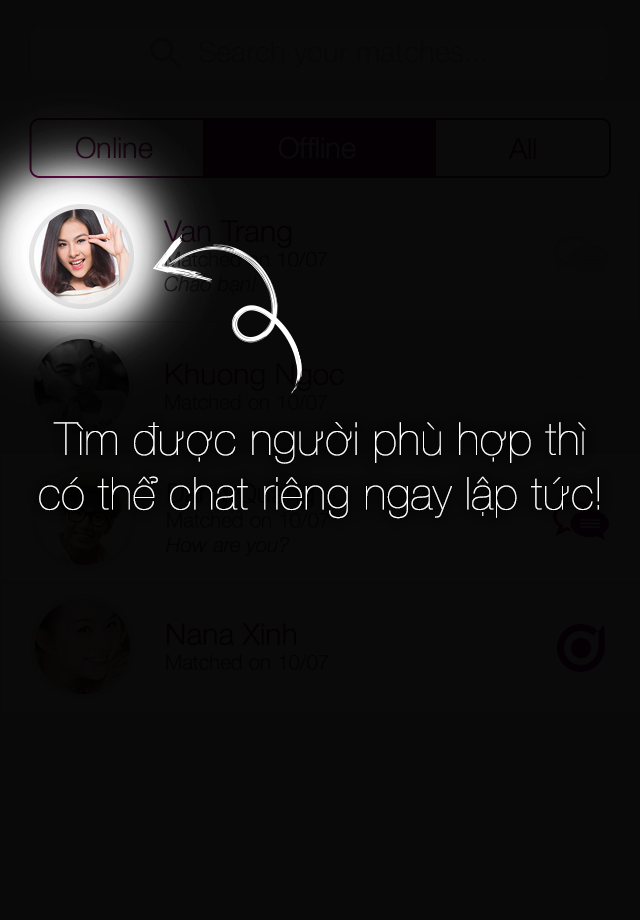 Search your matches...
Online
Offline
All
Van Trang
Matched on 10/07
Chao ban!
Khuong Ngoc
Matched on 10/07
Tìm được người phù hợp thì
có thể chat riêng ngay lập tức!
Matched on 10/07
How are you?
Nana Xinh
Matched on 10/07